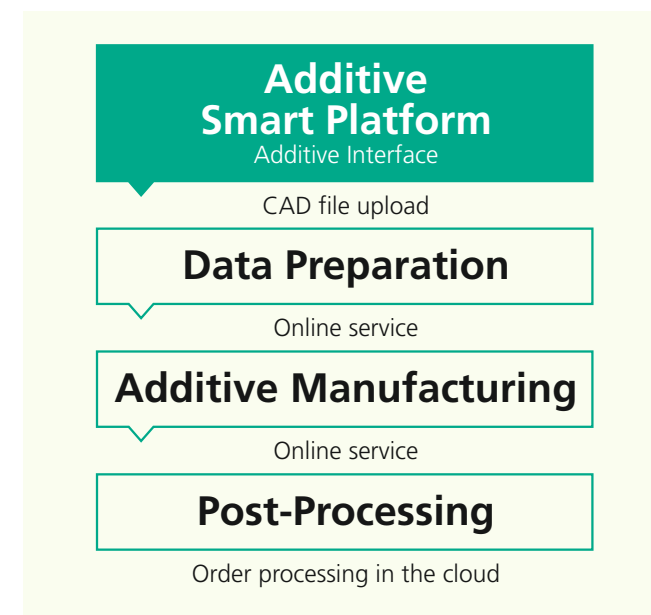 Additive
Smart Platform
Additive Interface
CAD file upload
Data Preparation
Online service
Additive Manufacturing
Online service
Post-Processing
Order processing in the cloud